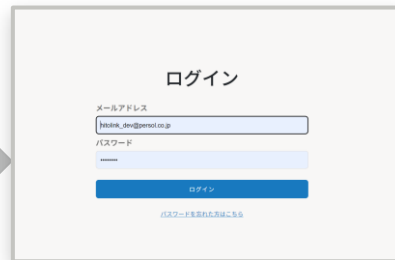 ログイン
メールアドレス
hitolink_dev@persol.co.jp
パスワード
••••••••
ログイン
パスワードを忘れた方はこちら